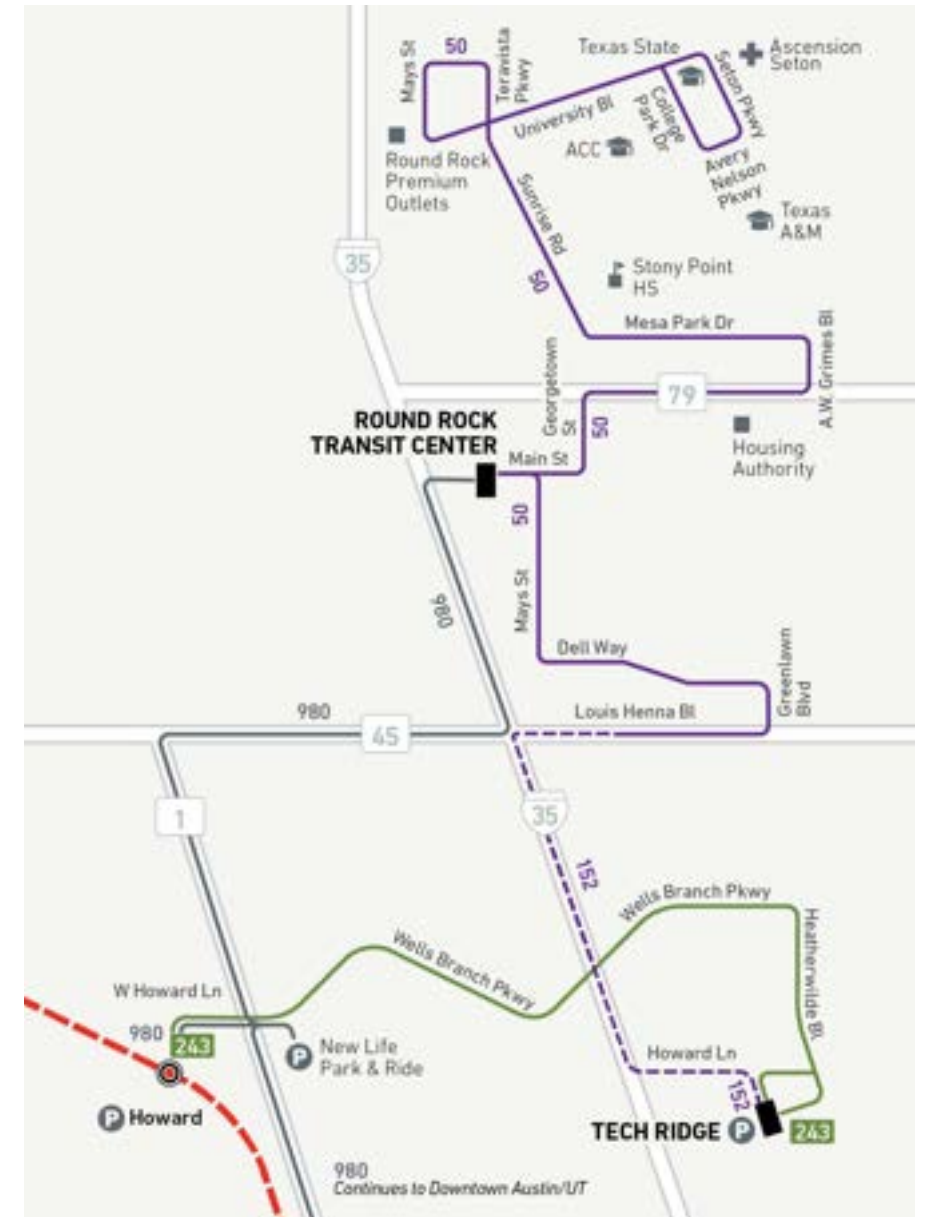 Mays St
50
Teravista
Pkwy
Texas State
Ascension
Seton
Seton Pkwy
University Bl
College
Park Dr
ACC
Avery
Nelson
Pkwy
Round Rock
Premium
Outlets
Texas
A&M
Sunrise Rd
50
35
Stony Point
HS
Mesa Park Dr
A.W. Grimes Bl
Georgetown
St
79
50
ROUND ROCK
TRANSIT CENTER
Main St
Housing
Authority
50
Mays St
980
Dell Way
Greenlawn
Blvd
Louis Henna Bl
980
45
1
35
152
Wells Branch Pkwy
Wells Branch Pkwy
Heatherwilde Bl
W Howard Ln
980
243
New Life
Park & Ride
P
Howard Ln
152
P Howard
TECH RIDGE P
243
980
Continues to Downtown Austin/UT